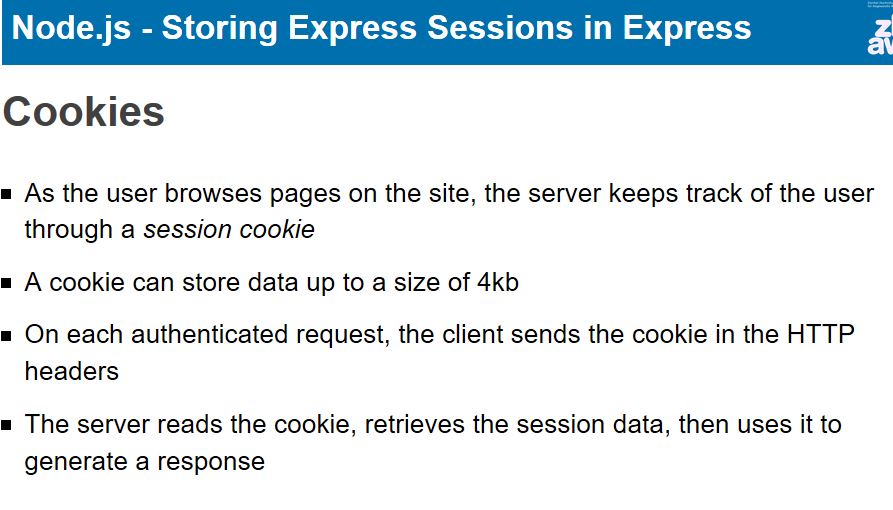 Node.js - Storing Express Sessions in Express
Cookies
As the user browses pages on the site, the server keeps track of the user
through a session cookie
A cookie can store data up to a size of 4kb
On each authenticated request, the client sends the cookie in the HTTP
headers
The server reads the cookie, retrieves the session data, then uses it to
generate a response